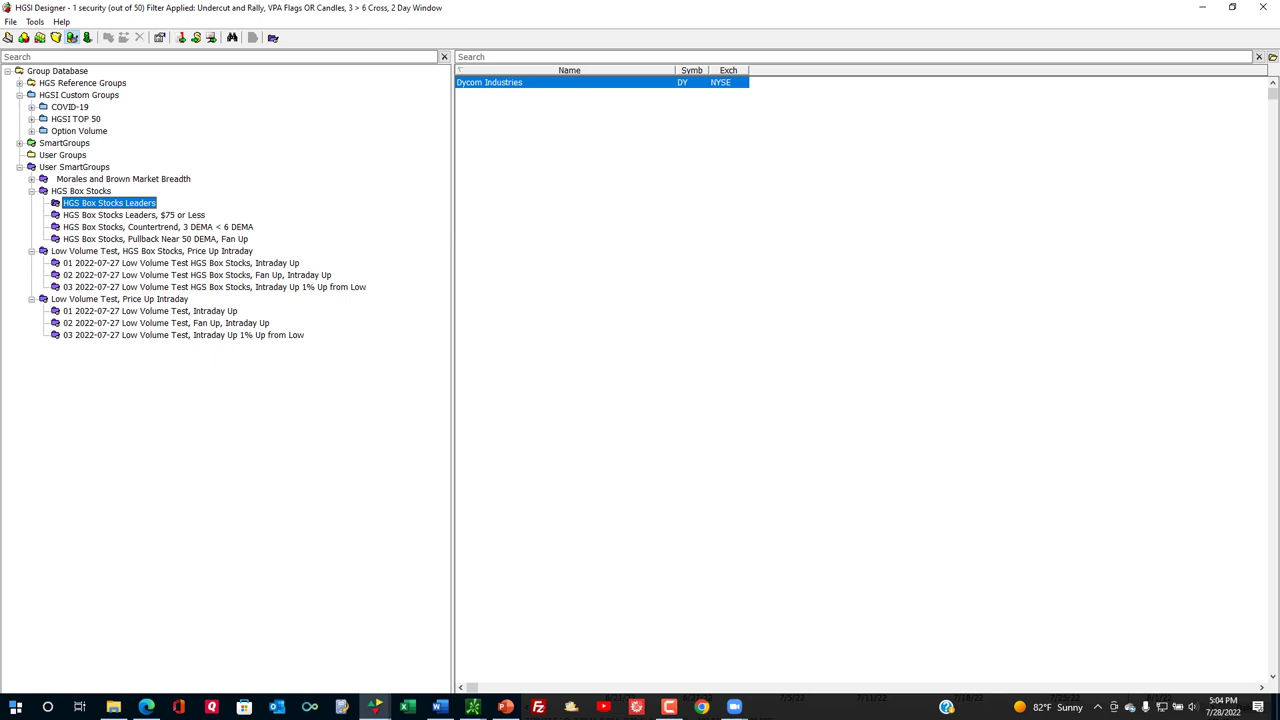 HGSI Designer - 1 security (out of 50) Filter Applied: Undercut and Rally, VPA Flags OR Candles, 3 > 6 Cross, 2 Day Window
File Tools Help
Search
Search
Group Database
HGS Reference Groups
HGSI Custom Groups
COVID-19
HGSI TOP 50
Option Volume
SmartGroups
User Groups
User SmartGroups
Morales and Brown Market Breadth
HGS Box Stocks
HGS Box Stocks Leaders
HGS Box Stocks Leaders, $75 or Less
HGS Box Stocks, Countertrend, 3 DEMA < 6 DEMA
HGS Box Stocks, Pullback Near 50 DEMA, Fan Up
Low Volume Test, HGS Box Stocks, Price Up Intraday
01 2022-07-27 Low Volume Test HGS Box Stocks, Intraday Up
02 2022-07-27 Low Volume Test HGS Box Stocks, Fan Up, Intraday Up
03 2022-07-27 Low Volume Test HGS Box Stocks, Intraday Up 1% Up from Low
Low Volume Test, Price Up Intraday
01 2022-07-27 Low Volume Test, Intraday Up
02 2022-07-27 Low Volume Test, Fan Up, Intraday Up
03 2022-07-27 Low Volume Test, Intraday Up 1% Up from Low
Name Symb Exch
Dycom Industries DY NYSE
82°F Sunny
5:04 PM
7/28/2022